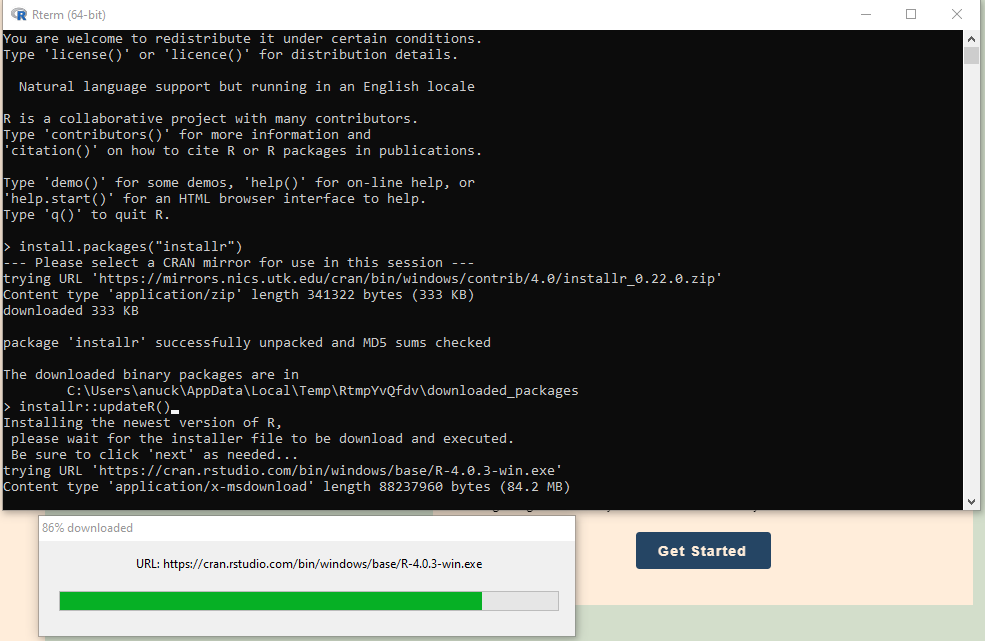 Rterm (64-bit)
You are welcome to redistribute it under certain conditions.
Type 'license()' or 'licence()' for distribution details.
Natural language support but running in an English locale
R is a collaborative project with many contributors.
Type 'contributors()' for more information and
'citation()' on how to cite R or R packages in publications.
Type 'demo()' for some demos, 'help()' for on-line help, or
'help.start()' for an HTML browser interface to help.
Type 'q()' to quit R.
> install.packages("installr")
--- Please select a CRAN mirror for use in this session ---
trying URL 'https://mirrors.nics.utk.edu/cran/bin/windows/contrib/4.0/installr_0.22.0.zip'
Content type 'application/zip' length 341322 bytes (333 KB)
downloaded 333 KB
package 'installr' successfully unpacked and MD5 sums checked
The downloaded binary packages are in
C:\Users\anuck\AppData\Local\Temp\RtmpYvQfdv\downloaded_packages
> installr::updateR()
Installing the newest version of R,
please wait for the installer file to be download and executed.
Be sure to click 'next' as needed...
trying URL 'https://cran.rstudio.com/bin/windows/base/R-4.0.3-win.exe'
Content type 'application/x-msdownload' length 88237960 bytes (84.2 MB)
86% downloaded
URL: https://cran.rstudio.com/bin/windows/base/R-4.0.3-win.exe
Get Started